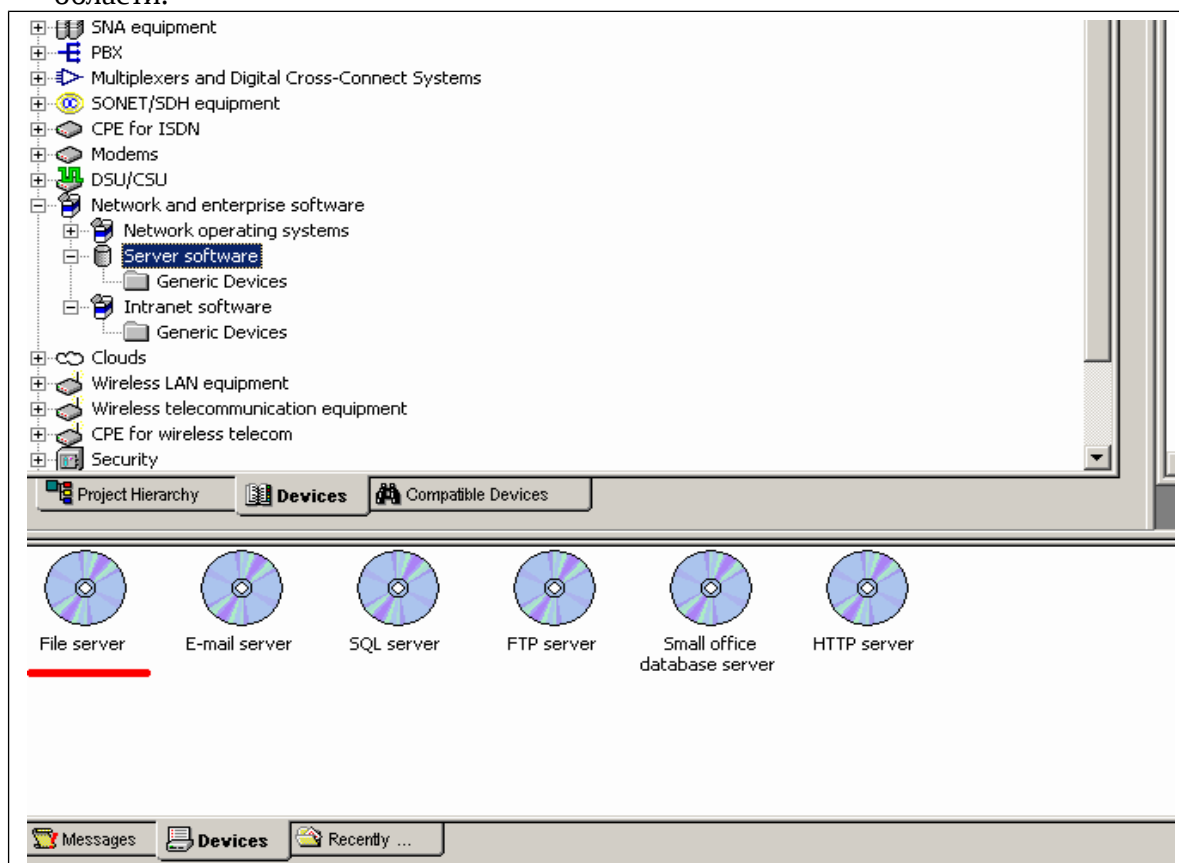 области.
SNA equipment
PBX
Multiplexers and Digital Cross-Connect Systems
SONET/SDH equipment
CPE for ISDN
Modems
DSU/CSU
Network and enterprise software
Network operating systems
Server software
Generic Devices
Intranet software
Generic Devices
Clouds
Wireless LAN equipment
Wireless telecommunication equipment
CPE for wireless telecom
Security
Project Hierarchy Devices Compatible Devices
File server E-mail server SQL server FTP server Small office HTTP server
database server
Messages Devices Recently ...